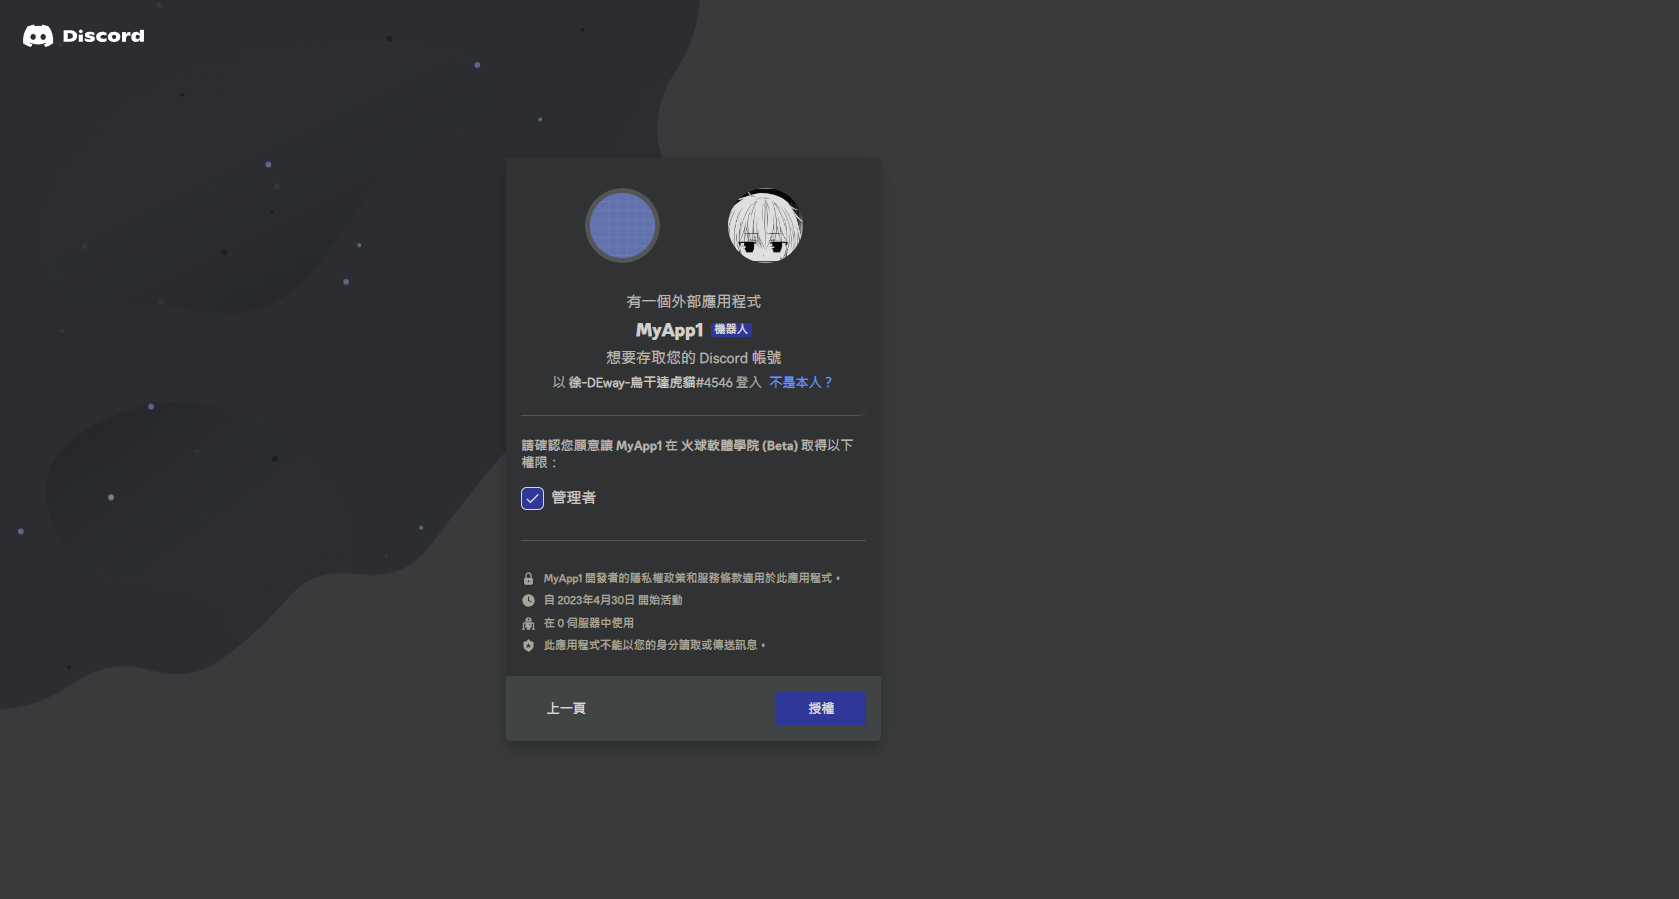 Discord
有一個外部應用程式
MyApp1 機器人
想要存取您的 Discord 帳號
以 徐-DEway-烏干達虎貓#4546 登入 不是本人？
請確認您願意讓 MyApp1 在 火球軟體學院 (Beta) 取得以下
權限：
管理者
MyApp1 開發者的隱私權政策和服務條款適用於此應用程式。
自 2023年4月30日 開始活動
在 0 伺服器中使用
此應用程式不能以您的身分讀取或傳送訊息。
上一頁
授權